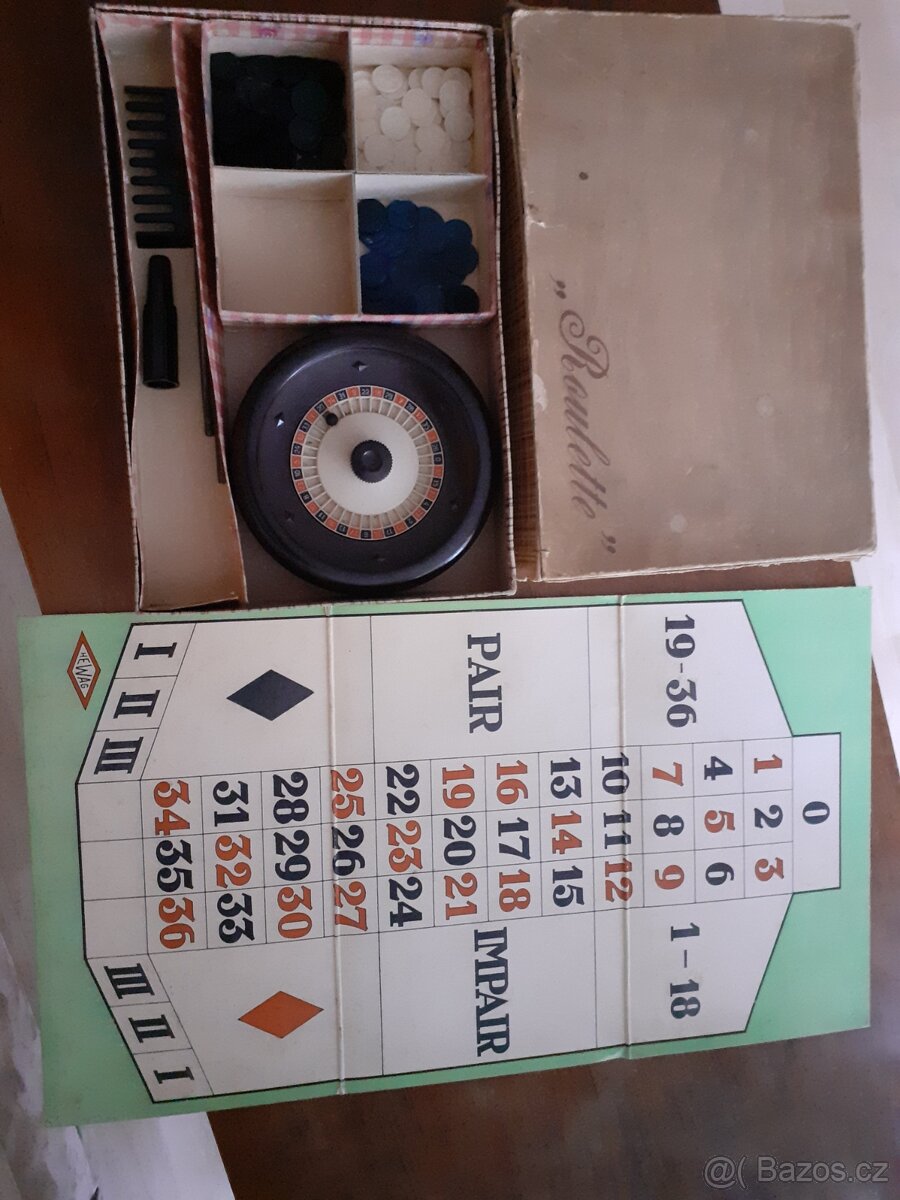 „Roulette”
HEWAG
0
19-36
1-18
PAIR
IMPAIR
1 2 3
4 5 6
7 8 9
10 11 12
13 14 15
16 17 18
19 20 21
22 23 24
25 26 27
28 29 30
31 32 33
34 35 36
I II III
III II I
@( Bazos.cz